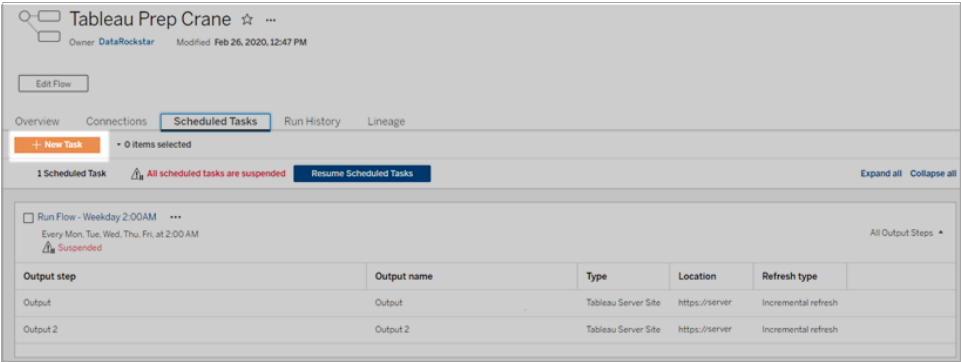 Tableau Prep Crane
Owner DataRockstar Modified Feb 26, 2020, 12:47 PM
Edit Flow
Overview Connections Scheduled Tasks Run History Lineage
+ New Task 0 items selected
1 Scheduled Task All scheduled tasks are suspended Resume Scheduled Tasks Expand all Collapse all
Run Flow - Weekday 2:00AM
Every Mon, Tue, Wed, Thu, Fri, at 2:00 AM All Output Steps
Suspended
Output step Output name Type Location Refresh type
Output Output Tableau Server Site https://server Incremental refresh
Output 2 Output 2 Tableau Server Site https://server Incremental refresh